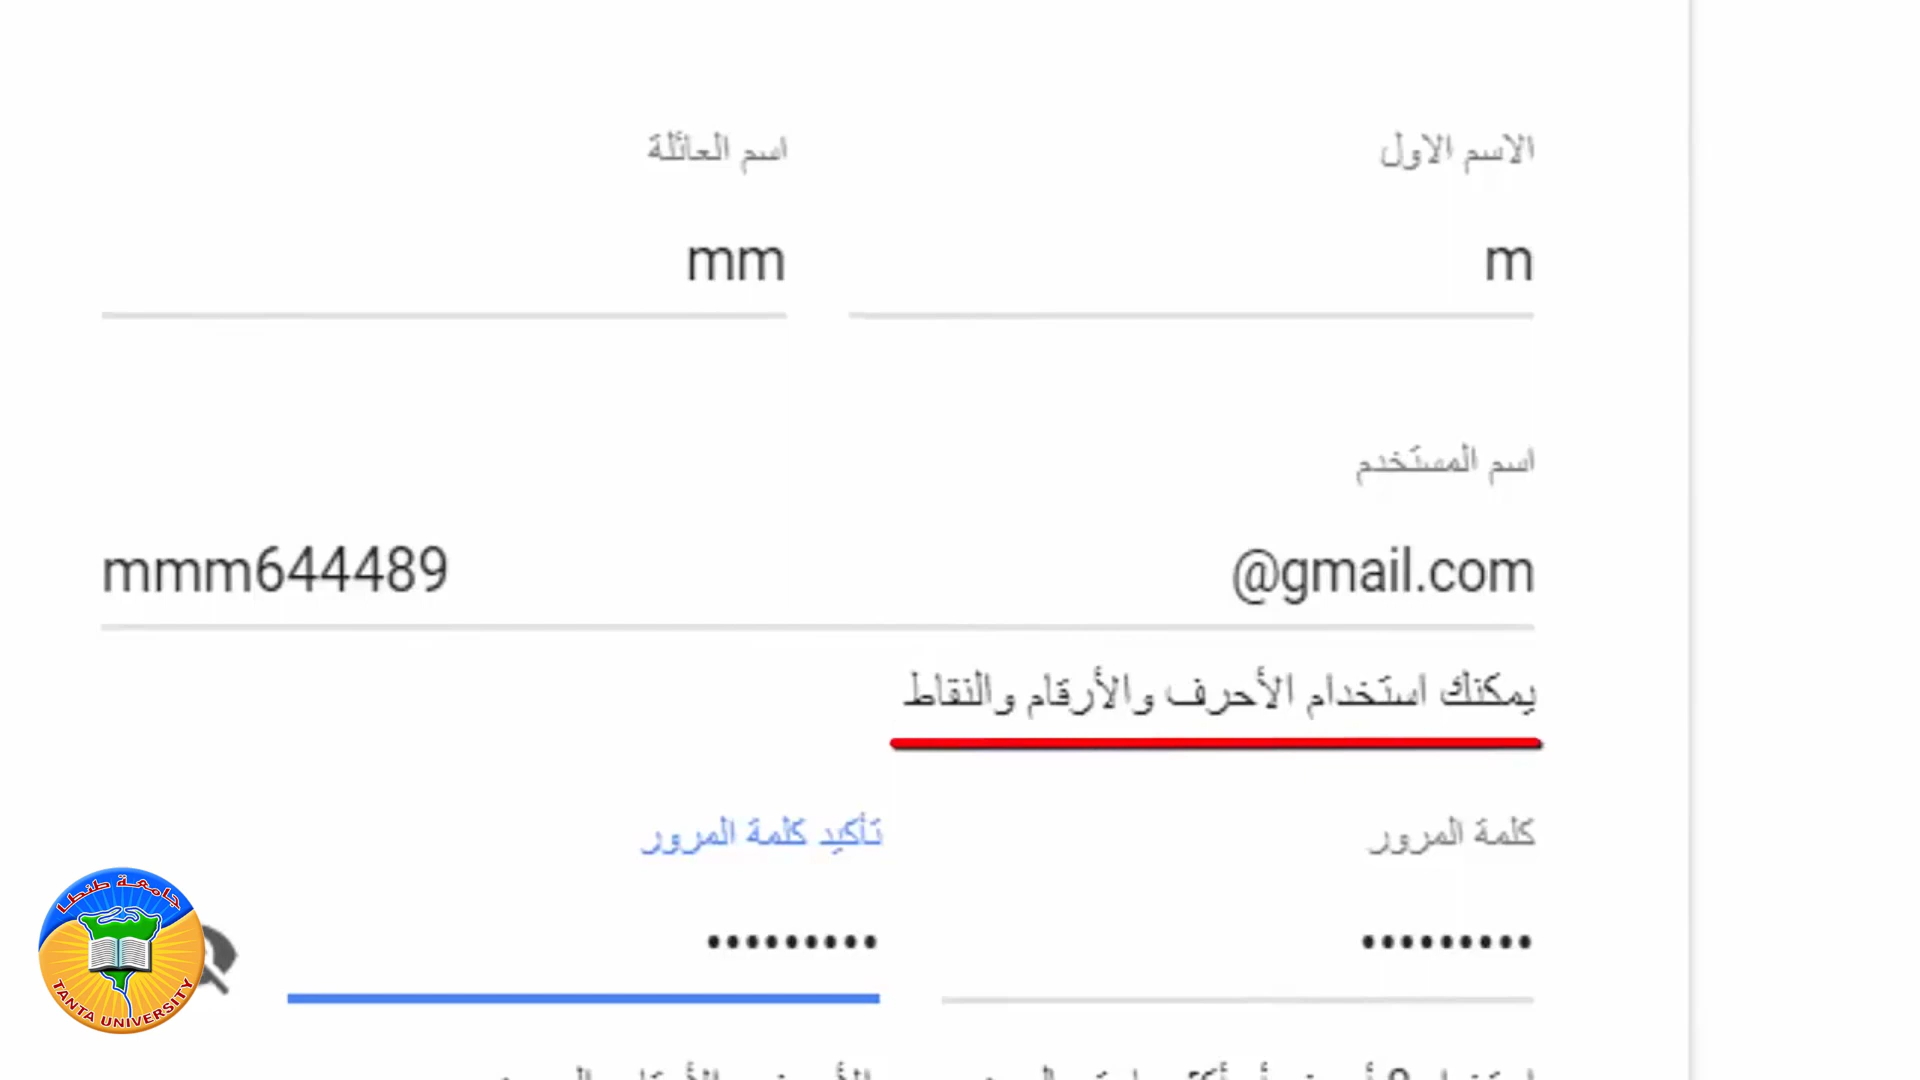 الاسم الاول اسم العائلة
m mm
اسم المستخدم
mmm644489 @gmail.com
يمكنك استخدام الأحرف والأرقام والنقاط
كلمة المرور تأكيد كلمة المرور
••••••••• •••••••••
جامعة طنطا
TANTA UNIVERSITY